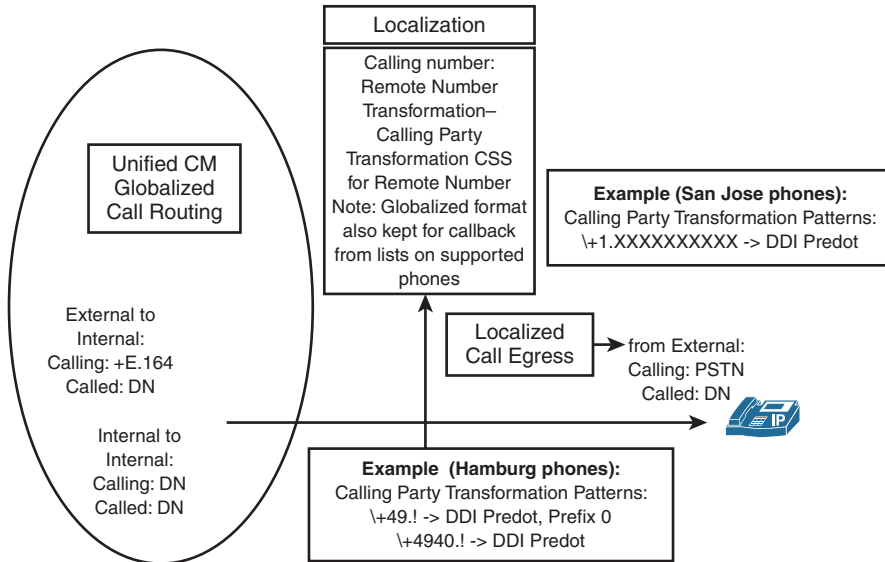 Localization
Calling number:
Remote Number
Transformation–
Calling Party
Transformation CSS
for Remote Number
Note: Globalized format
also kept for callback
from lists on supported
phones
Unified CM
Globalized
Call Routing
Example (San Jose phones):
Calling Party Transformation Patterns:
\+1.XXXXXXXXXX -> DDI Predot
External to
Internal:
Calling: +E.164
Called: DN
Localized
Call Egress
from External:
Calling: PSTN
Called: DN
IP
Internal to
Internal:
Calling: DN
Called: DN
Example (Hamburg phones):
Calling Party Transformation Patterns:
\+49.! -> DDI Predot, Prefix 0
\+4940.! -> DDI Predot